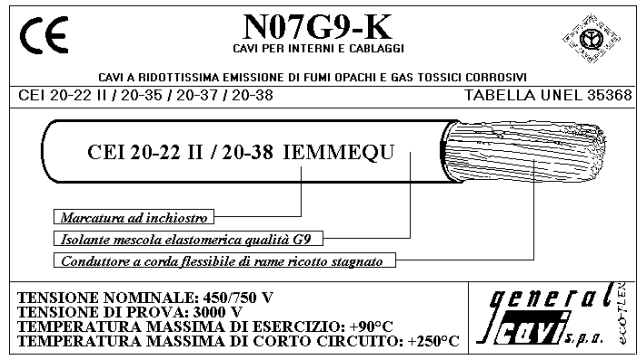 CE
N07G9-K
CAVI PER INTERNI E CABLAGGI
CAVI A RIDOTTISSIMA EMISSIONE DI FUMI OPACHI E GAS TOSSICI CORROSIVI
CEI 20-22 II / 20-35 / 20-37 / 20-38 TABELLA UNEL 35368
CEI 20-22 II / 20-38 IEMMEQU
Marcatura ad inchiostro
Isolante mescola elastomerica qualità G9
Conduttore a corda flessibile di rame ricotto stagnato
TENSIONE NOMINALE: 450/750 V
TENSIONE DI PROVA: 3000 V
TEMPERATURA MASSIMA DI ESERCIZIO: +90°C
TEMPERATURA MASSIMA DI CORTO CIRCUITO: +250°C
general
cavi s.p.a.
eco-FLEX